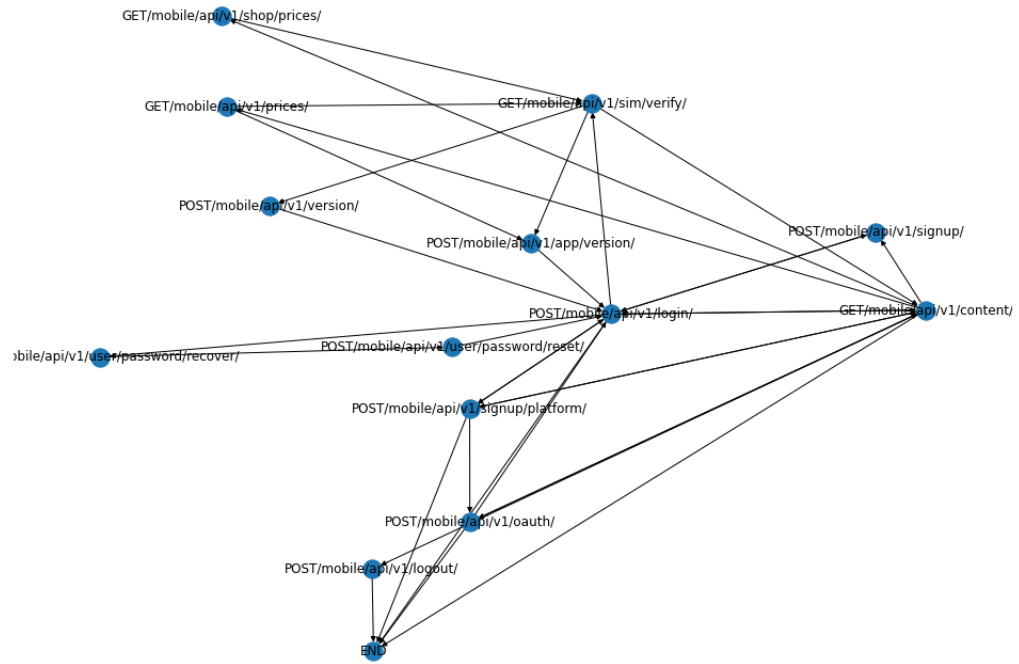 GET/mobile/api/v1/shop/prices/
GET/mobile/api/v1/prices/
GET/mobile/api/v1/sim/verify/
POST/mobile/api/v1/version/
POST/mobile/api/v1/signup/
POST/mobile/api/v1/app/version/
POST/mobile/api/v1/login/
GET/mobile/api/v1/content/
POST/mobile/api/v1/user/password/reset/
obile/api/v1/user/password/recover/
POST/mobile/api/v1/signup/platform/
POST/mobile/api/v1/oauth/
POST/mobile/api/v1/logout/
END